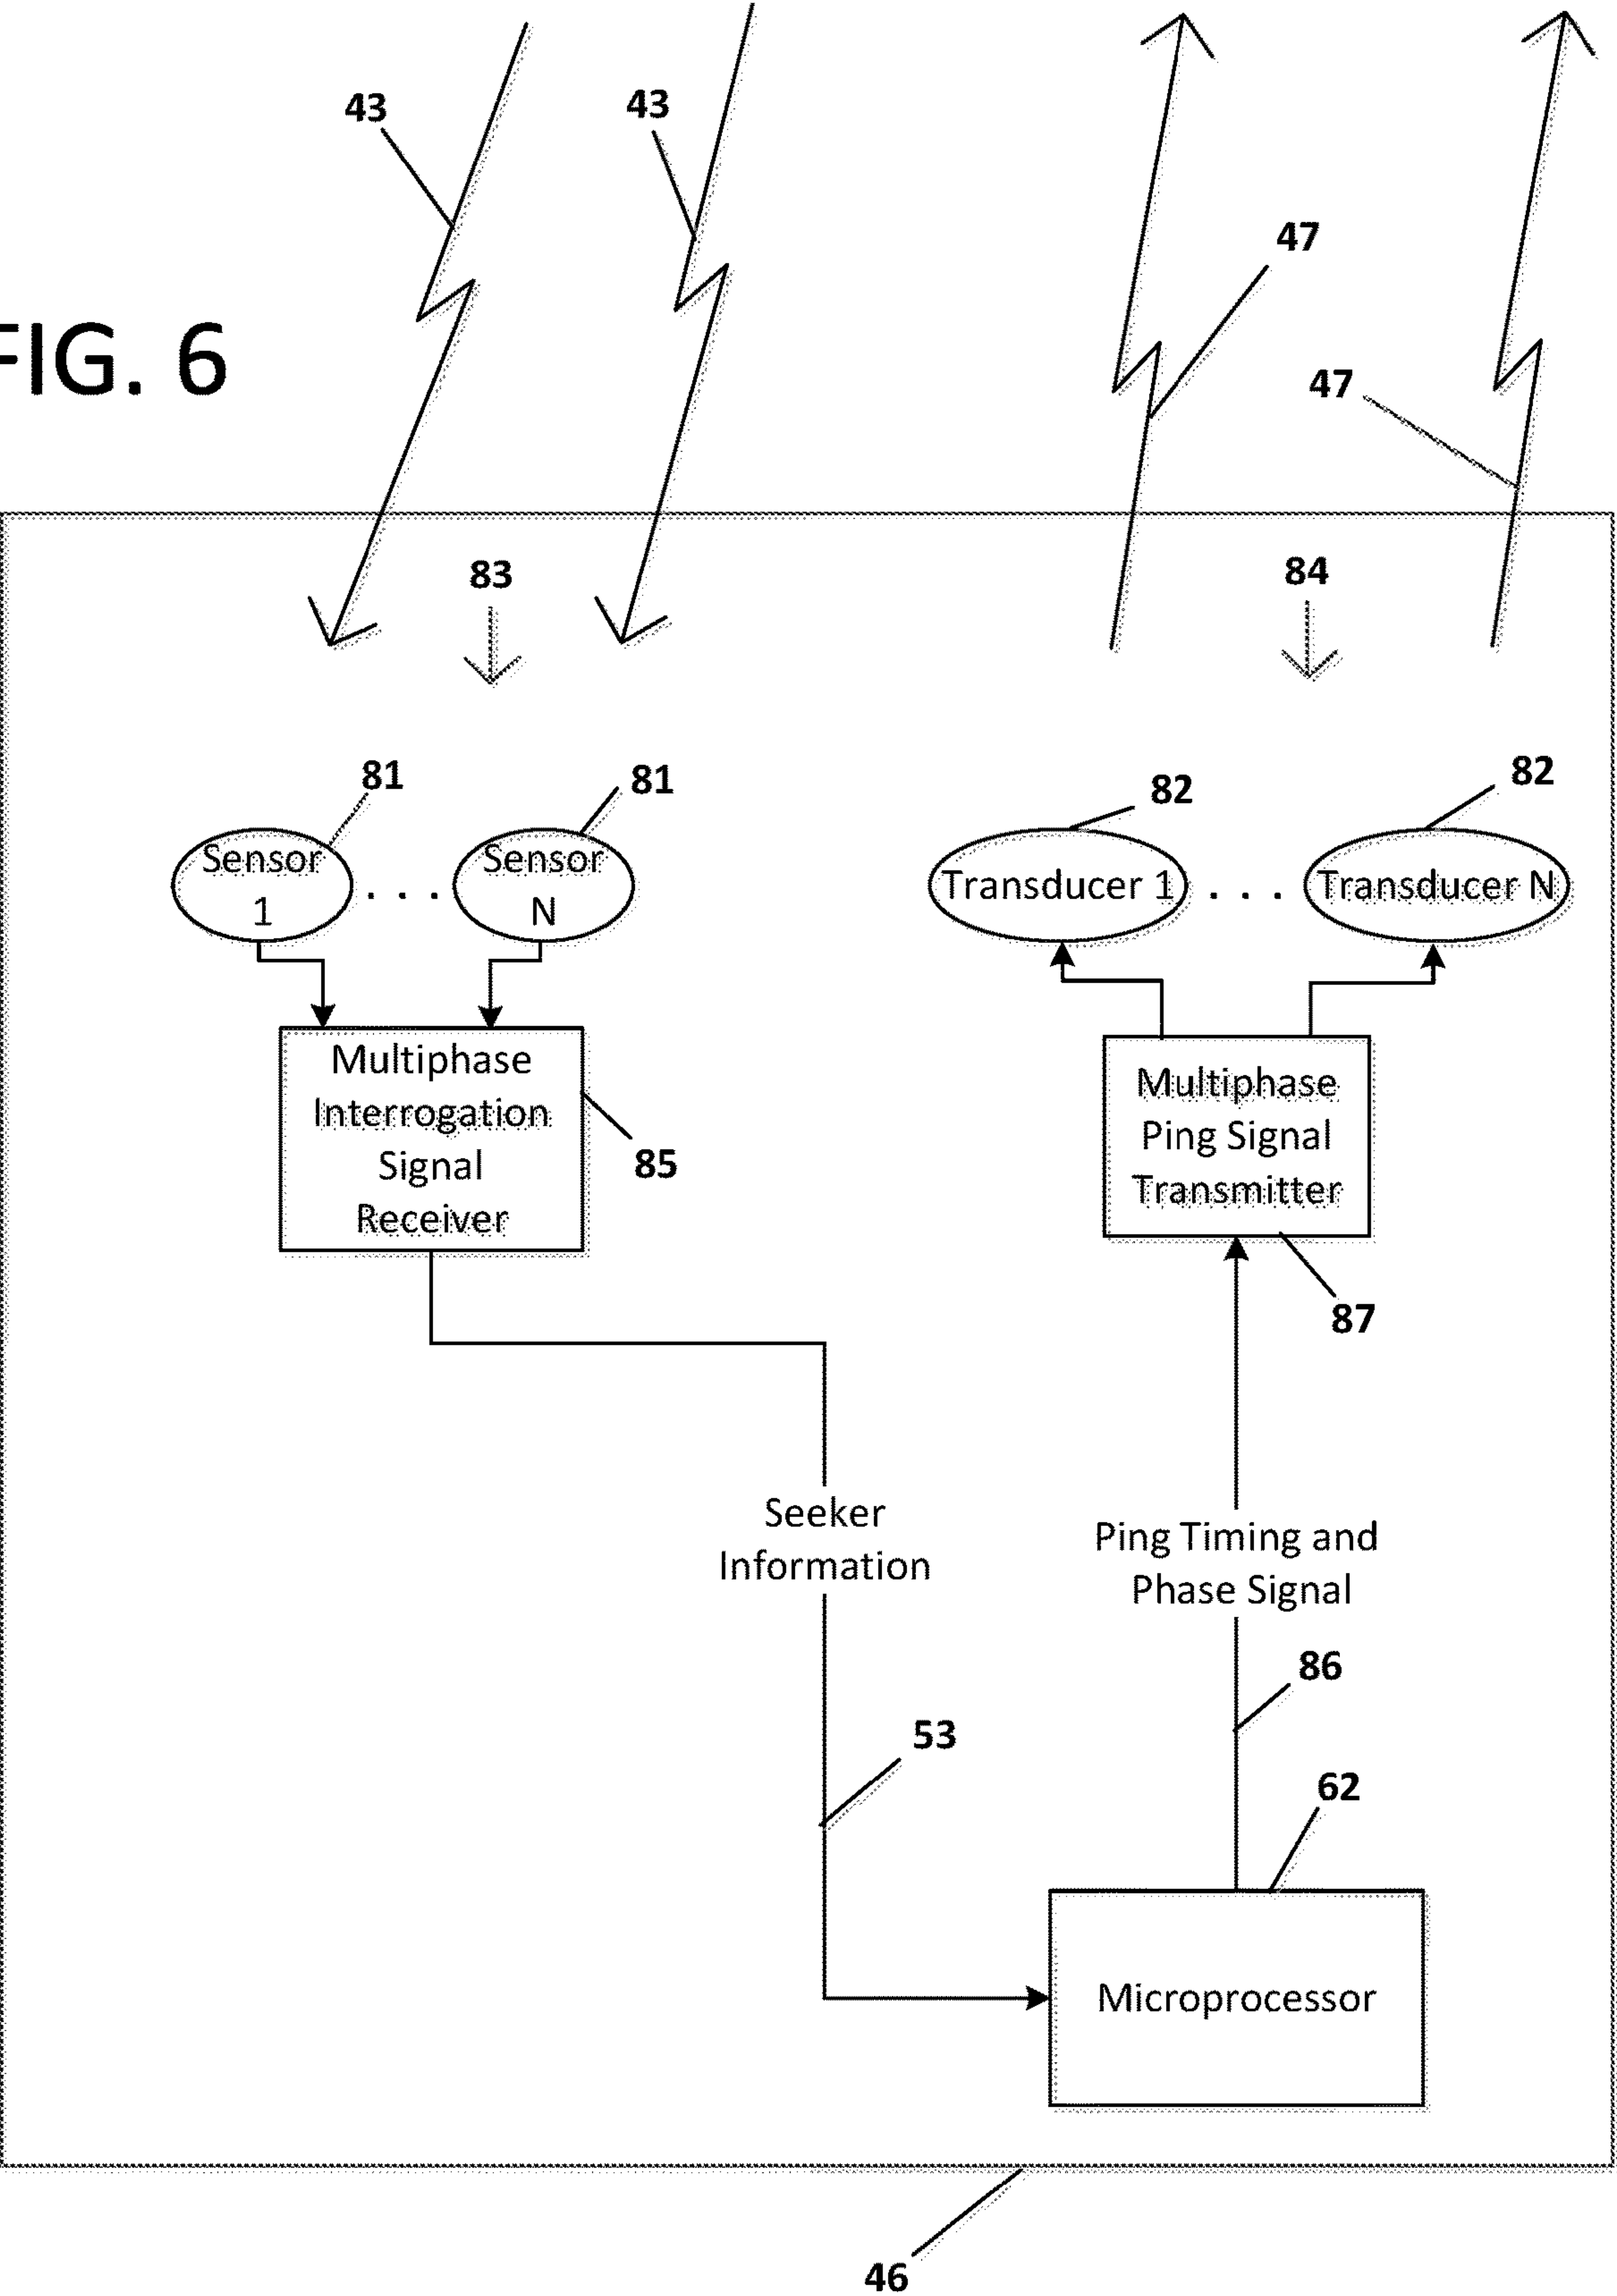 43
43
47
FIG. 6
47
83
84
81
81
82
82
Sensor
1
. . .
Sensor
N
Transducer 1
. . .
Transducer N
Multiphase
Interrogation
Signal
Receiver
85
Multiphase
Ping Signal
Transmitter
87
Seeker
Information
Ping Timing and
Phase Signal
86
53
62
Microprocessor
46